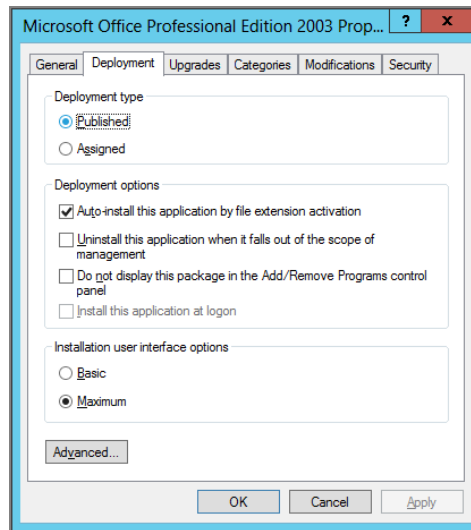 Microsoft Office Professional Edition 2003 Prop...
?
x
General
Deployment
Upgrades
Categories
Modifications
Security
Deployment type
Published
Assigned
Deployment options
Auto-install this application by file extension activation
Uninstall this application when it falls out of the scope of
management
Do not display this package in the Add/Remove Programs control
panel
Install this application at logon
Installation user interface options
Basic
Maximum
Advanced...
OK
Cancel
Apply